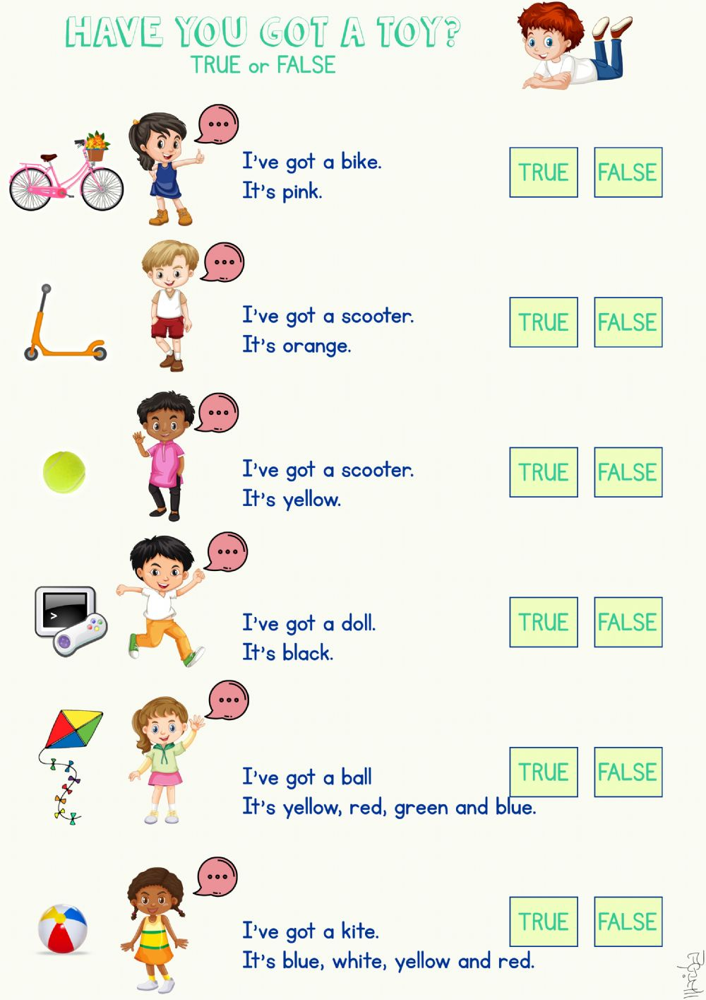 HAVE YOU GOT A TOY?
TRUE or FALSE
I've got a bike.
It's pink.
TRUE FALSE
I've got a scooter.
It's orange.
TRUE FALSE
I've got a scooter.
It's yellow.
TRUE FALSE
>
I've got a doll.
It's black.
TRUE FALSE
I've got a ball
It's yellow, red, green and blue.
TRUE FALSE
I've got a kite.
It's blue, white, yellow and red.
TRUE FALSE